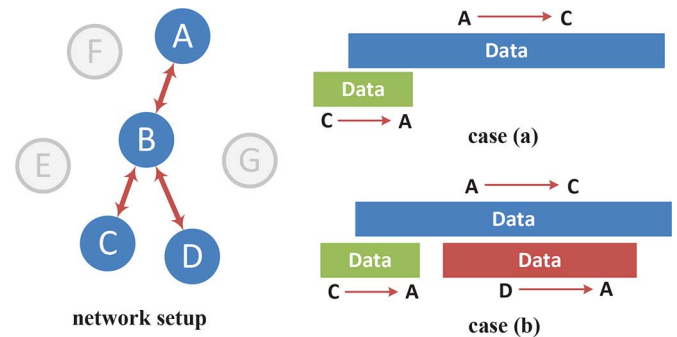 A
F
B
E
G
C
D
network setup
A C
Data
Data
C A
case (a)
A C
Data
Data Data
C A D A
case (b)